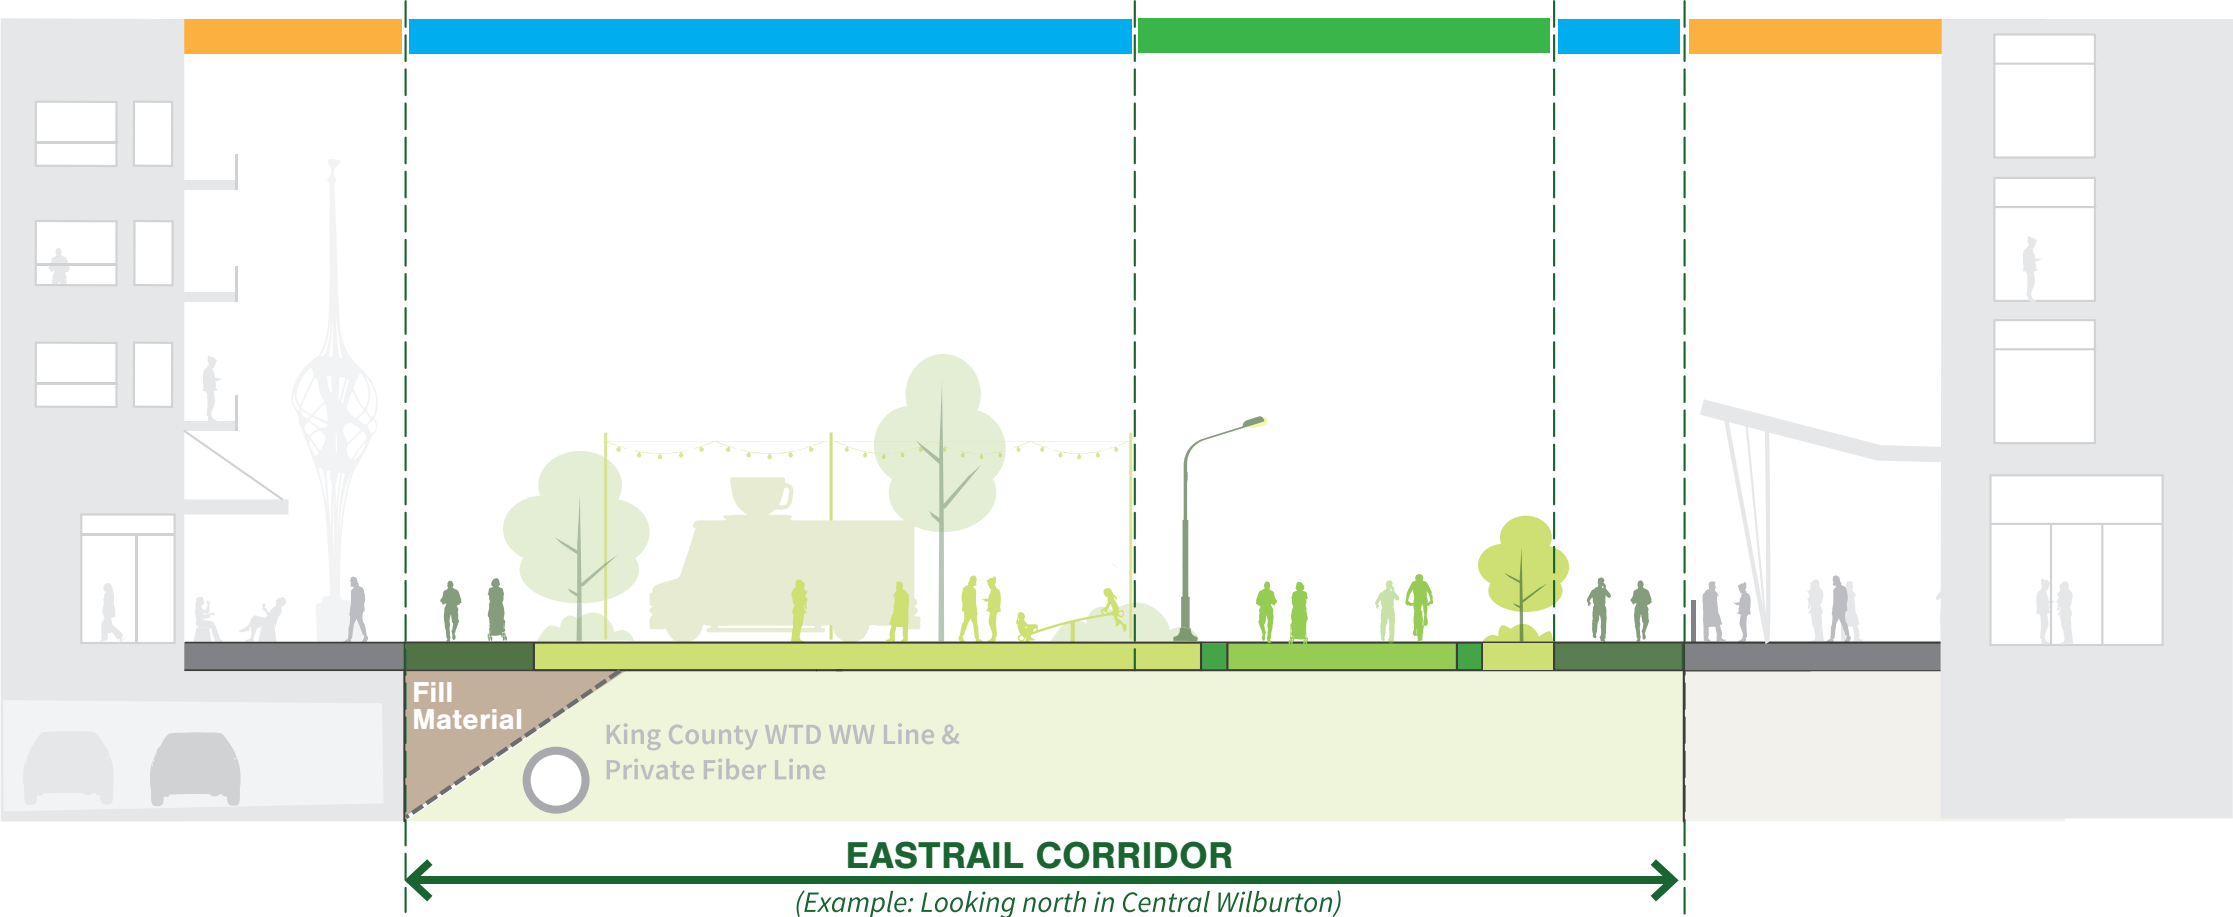 Fill
Material
King County WTD WW Line &
Private Fiber Line
EASTRAIL CORRIDOR
(Example: Looking north in Central Wilburton)